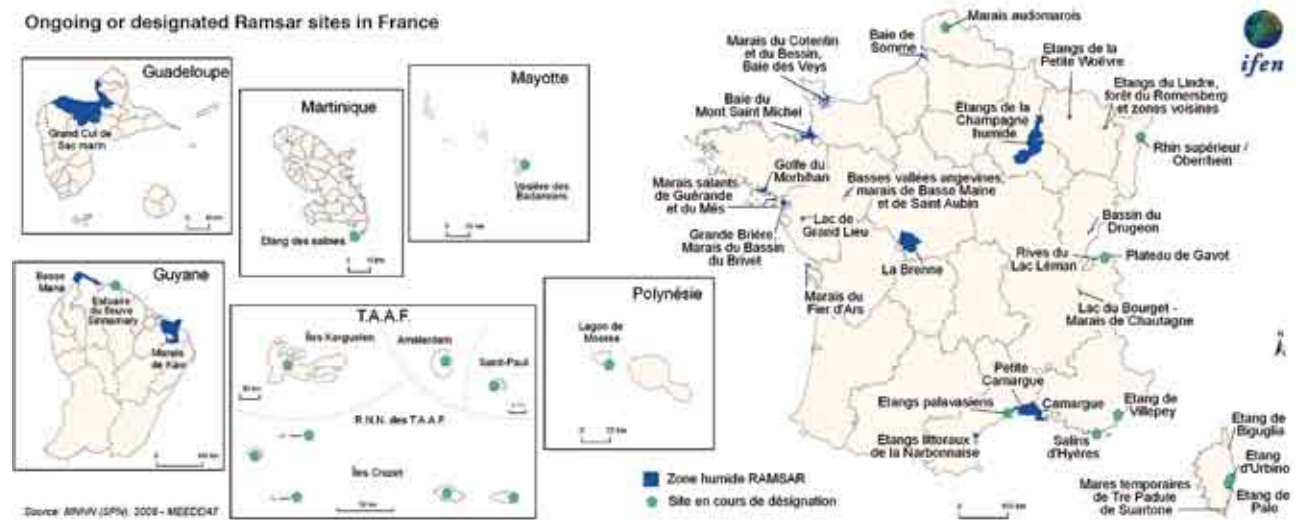 Ongoing or designated Ramsar sites in France
Guadeloupe
Grand Cul de
Sac marin
Martinique
Etang des salines
Mayotte
Vasière des
Badamiers
Guyane
Basse
Mana
Estuaire
du fleuve
Sinnamary
Marais
de Kaw
T.A.A.F.
Îles Kerguelen
Amsterdam
Saint-Paul
R.N.N. des T.A.A.F
Îles Crozet
Polynésie
Lagon de
Moorea
Marais audomarois
Baie de
Somme
Marais du Cotentin
et du Bessin,
Baie des Veys
Baie du
Mont Saint Michel
Etangs de la
Petite Woëvre
Etangs du Lindre,
forêt du Romersberg
et zones voisines
Étangs de la
Champagne
humide
Rhin supérieur /
Oberrhein
Golfe du
Morbihan
Marais salants
de Guérande
et du Més
Basses vallées angevines,
marais de Basse Maine
et de Saint Aubin
Lac de
Grand Lieu
Grande Brière,
Marais du Bassin
du Brivet
La Brenne
Bassin du
Drugeon
Rives du
Lac Léman
Plateau de Gavot
Marais du
Fier d'Ars
Lac du Bourget -
Marais de Chautagne
Petite
Camargue
Camargue
Etangs palavasiens
Etang de
Villepey
Etangs littoraux
de la Narbonnaise
Salins
d'Hyères
Etang de
Biguglia
Etang
d'Urbino
Mares temporaires
de Tre Padule
de Suartone
Etang de
Palo
Zone humide RAMSAR
Site en cours de désignation
ifen
N
Source: MNHN (SPN), 2009 - MEEDDAT